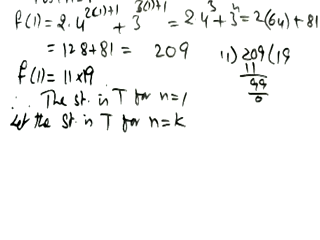 f(1) = 2·4^{2(1)+1} + 3^{3(1)+1} = 2 4^3 + 3^4 = 2(64) + 81
= 128 + 81 = 209
11) 209 (19
11
99
99
0
f(1) = 11 x 19
∴ The st. is T for n=1
Let the st. is T for n=k